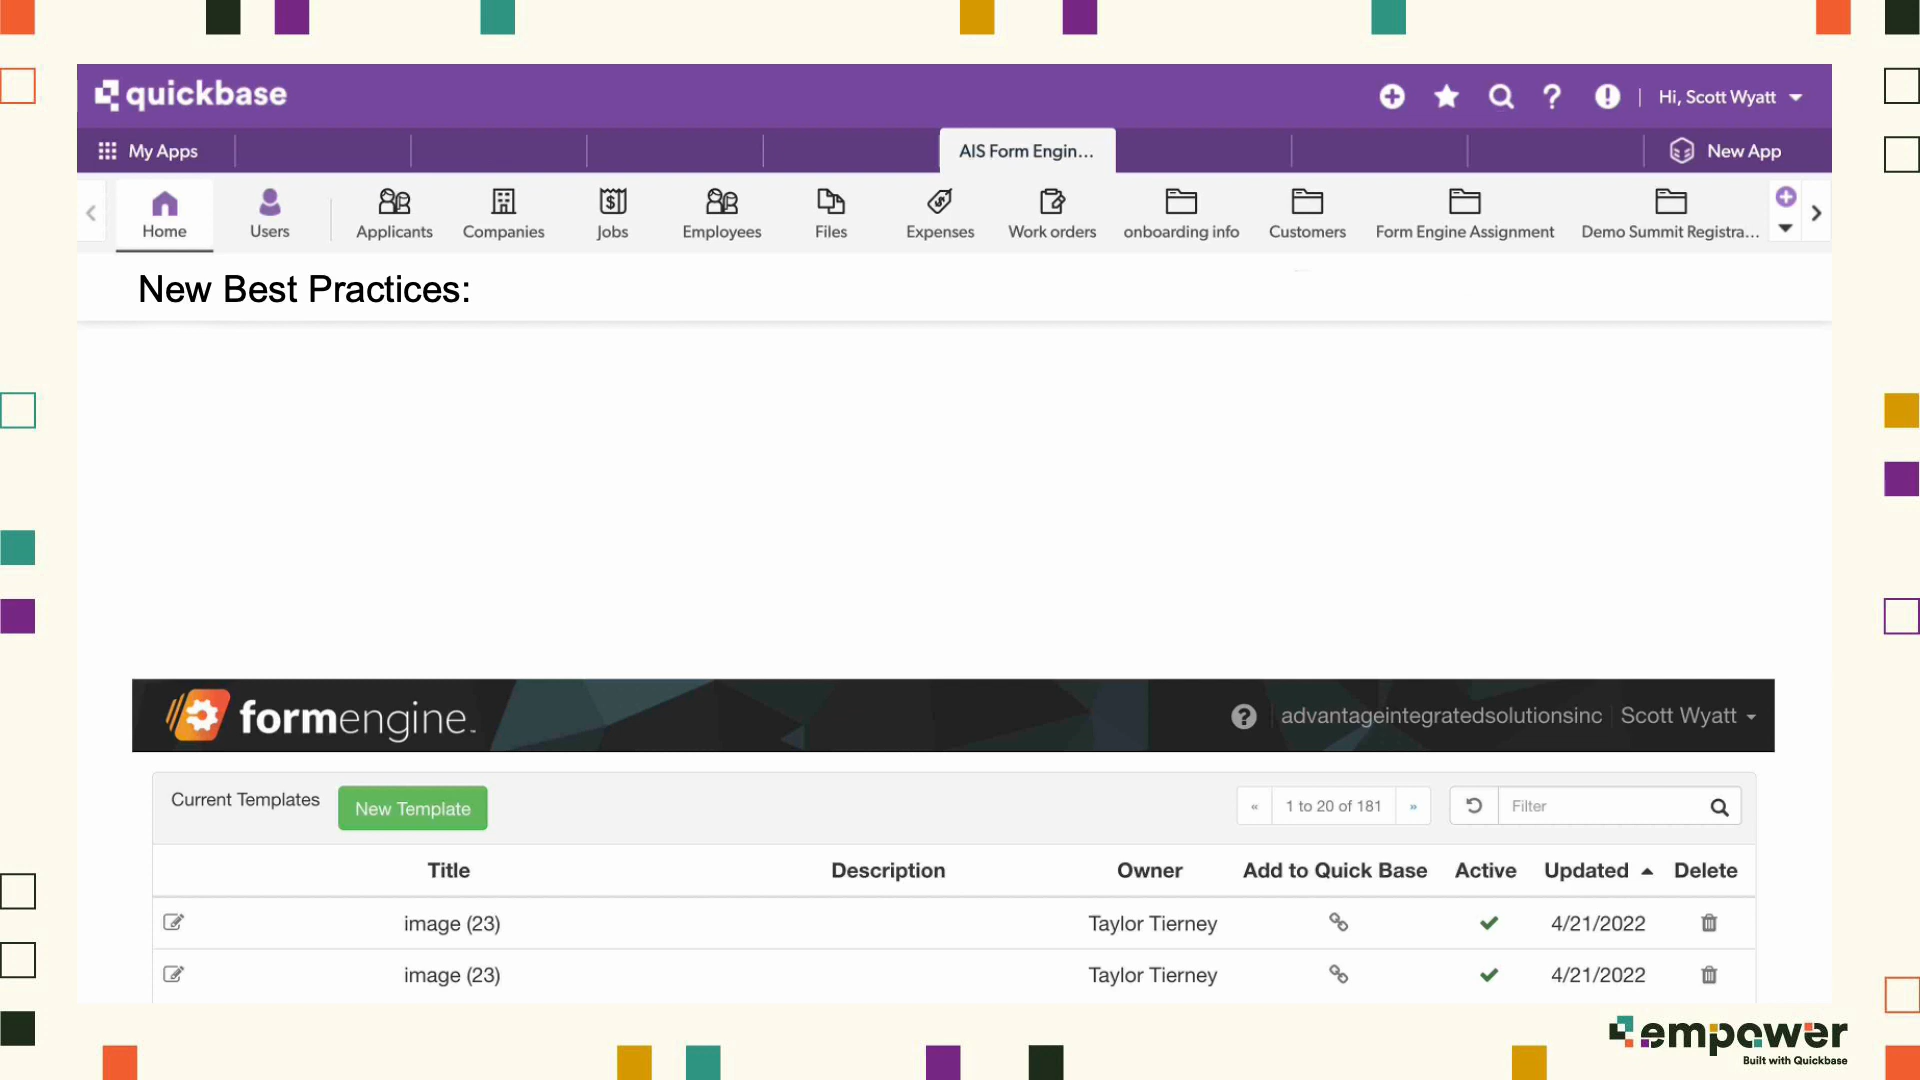 quickbase
Hi, Scott Wyatt
My Apps
AIS Form Engin...
New App
Home
Users
Applicants
Companies
Jobs
Employees
Files
Expenses
Work orders
onboarding info
Customers
Form Engine Assignment
Demo Summit Registra...
New Best Practices:
formengine
advantageintegratedsolutionsinc
Scott Wyatt
Current Templates
New Template
« 1 to 20 of 181 »
Filter
Title Description Owner Add to Quick Base Active Updated Delete
image (23) Taylor Tierney 4/21/2022
image (23) Taylor Tierney 4/21/2022
empower
Built with Quickbase